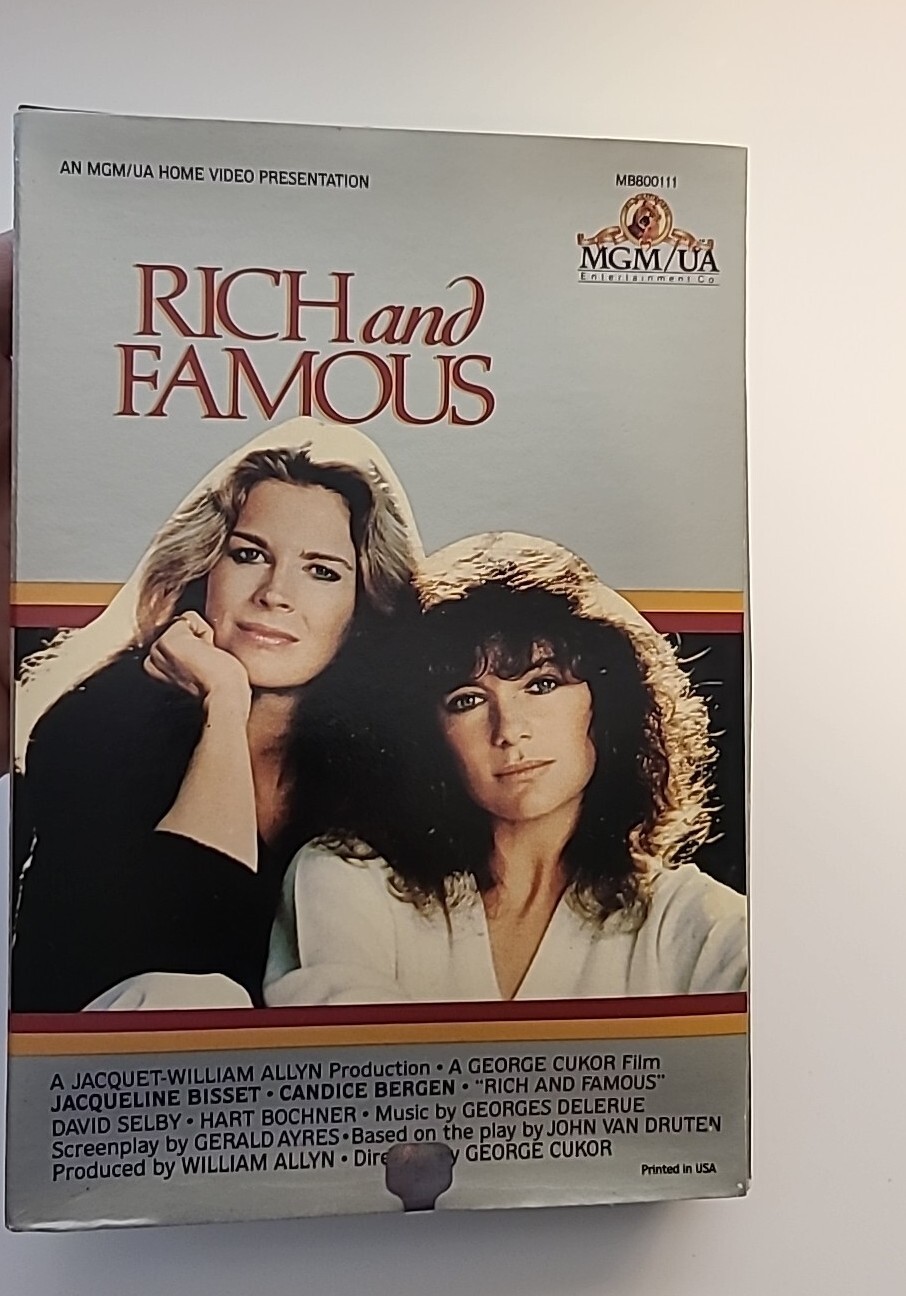 AN MGM/UA HOME VIDEO PRESENTATION
MB800111
MGM/UA
Entertainment Co
RICH and
FAMOUS
A JACQUET-WILLIAM ALLYN Production • A GEORGE CUKOR Film
JACQUELINE BISSET • CANDICE BERGEN • "RICH AND FAMOUS"
DAVID SELBY • HART BOCHNER • Music by GEORGES DELERUE
Screenplay by GERALD AYRES • Based on the play by JOHN VAN DRUTEN
Produced by WILLIAM ALLYN • Dire y GEORGE CUKOR
Printed in USA